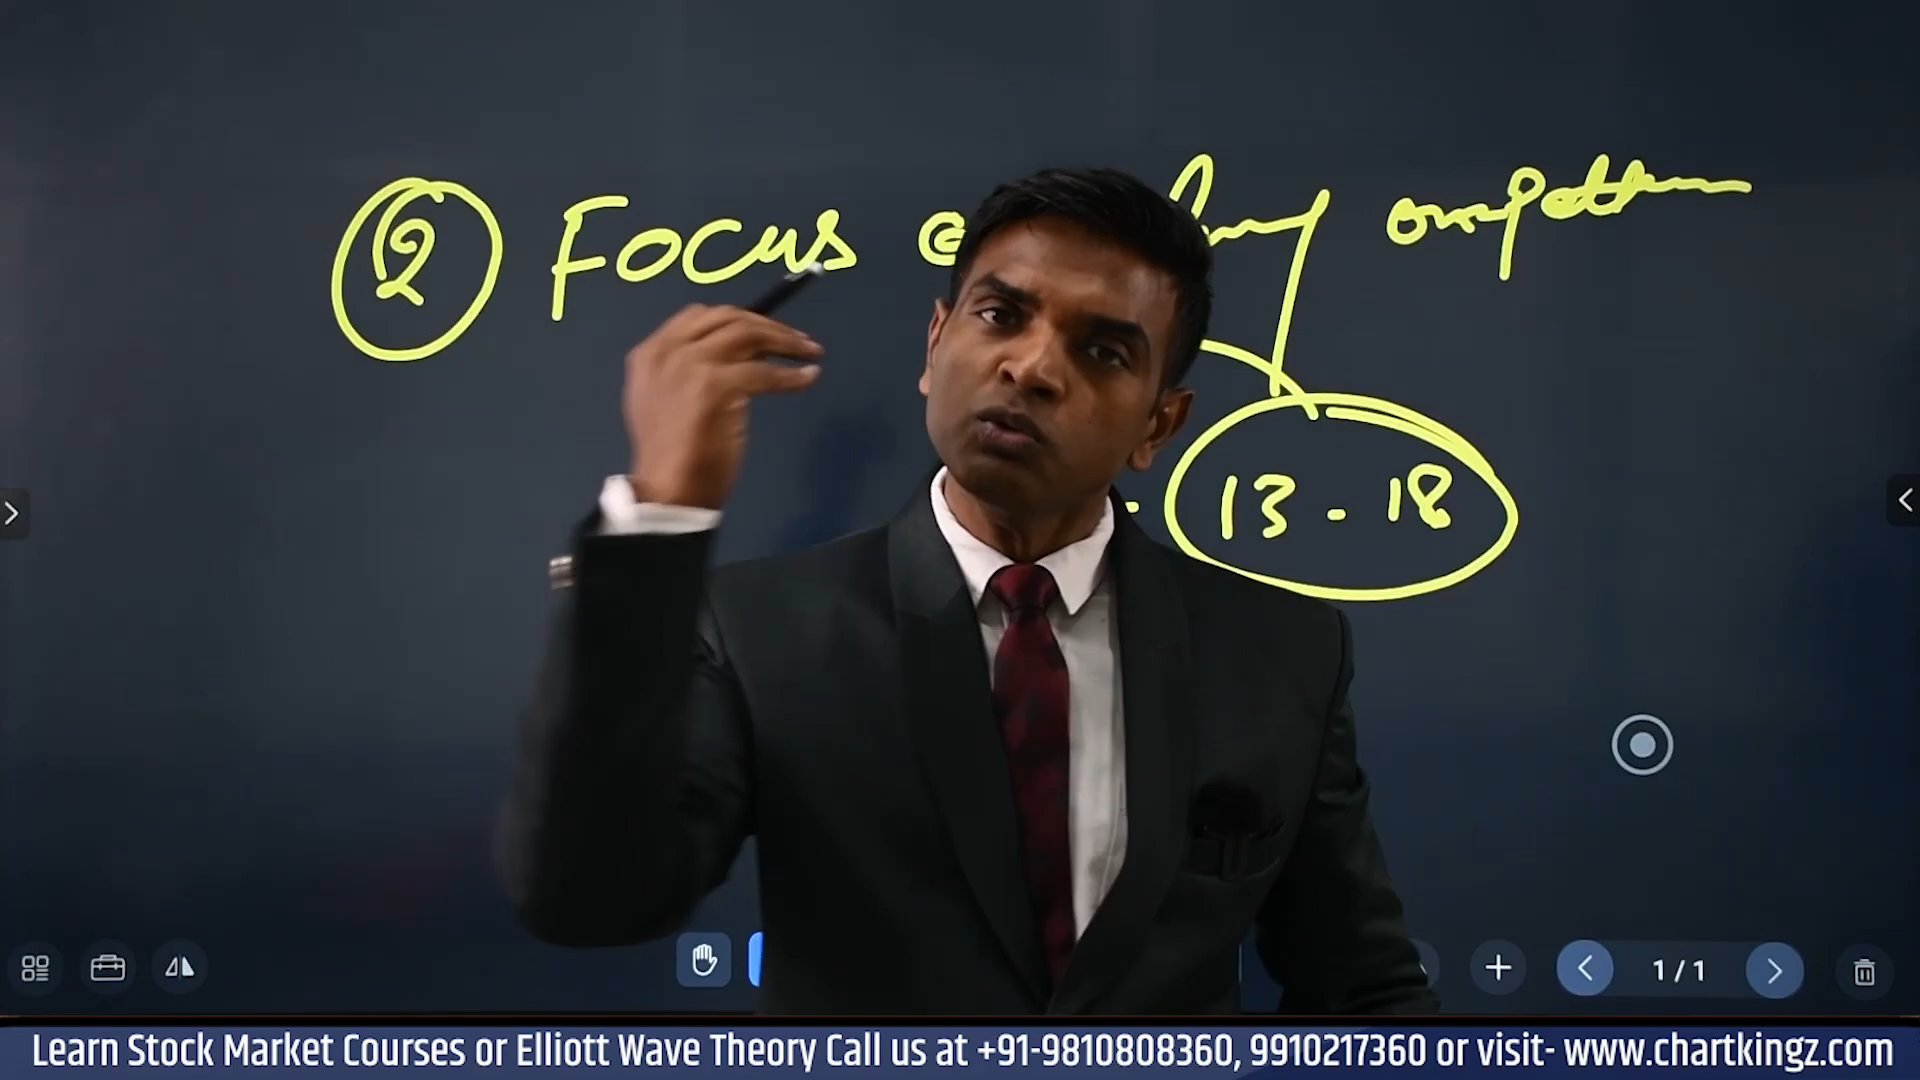 2 Focus
13 - 18
1 / 1
Learn Stock Market Courses or Elliott Wave Theory Call us at +91-9810808360, 9910217360 or visit- www.chartkingz.com